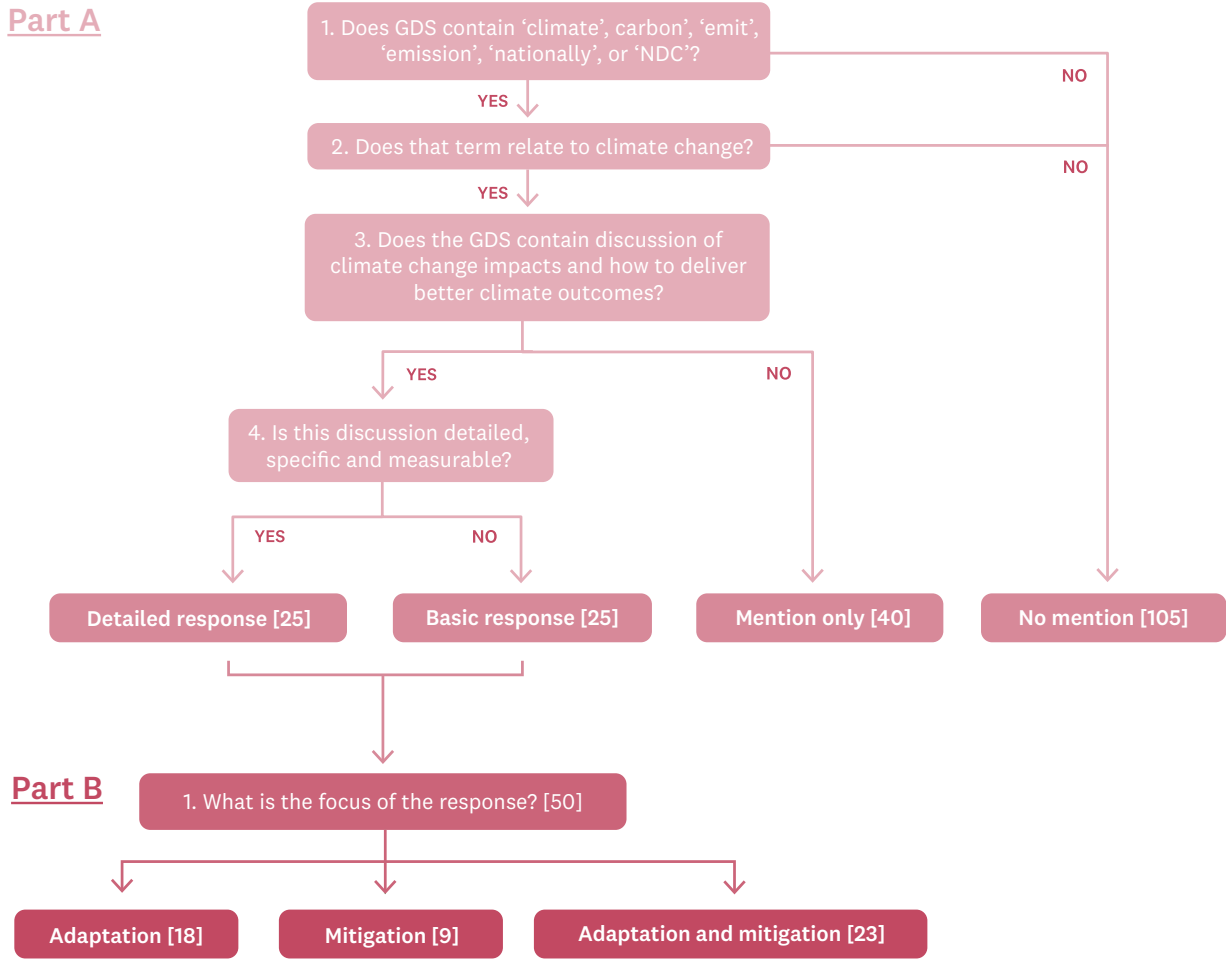 Part A
1. Does GDS contain ‘climate’, carbon’, ‘emit’,
‘emission’, ‘nationally’, or ‘NDC’?
NO
YES
2. Does that term relate to climate change?
NO
YES
3. Does the GDS contain discussion of
climate change impacts and how to deliver
better climate outcomes?
YES
NO
4. Is this discussion detailed,
specific and measurable?
YES
NO
Detailed response [25]
Basic response [25]
Mention only [40]
No mention [105]
Part B
1. What is the focus of the response? [50]
Adaptation [18]
Mitigation [9]
Adaptation and mitigation [23]